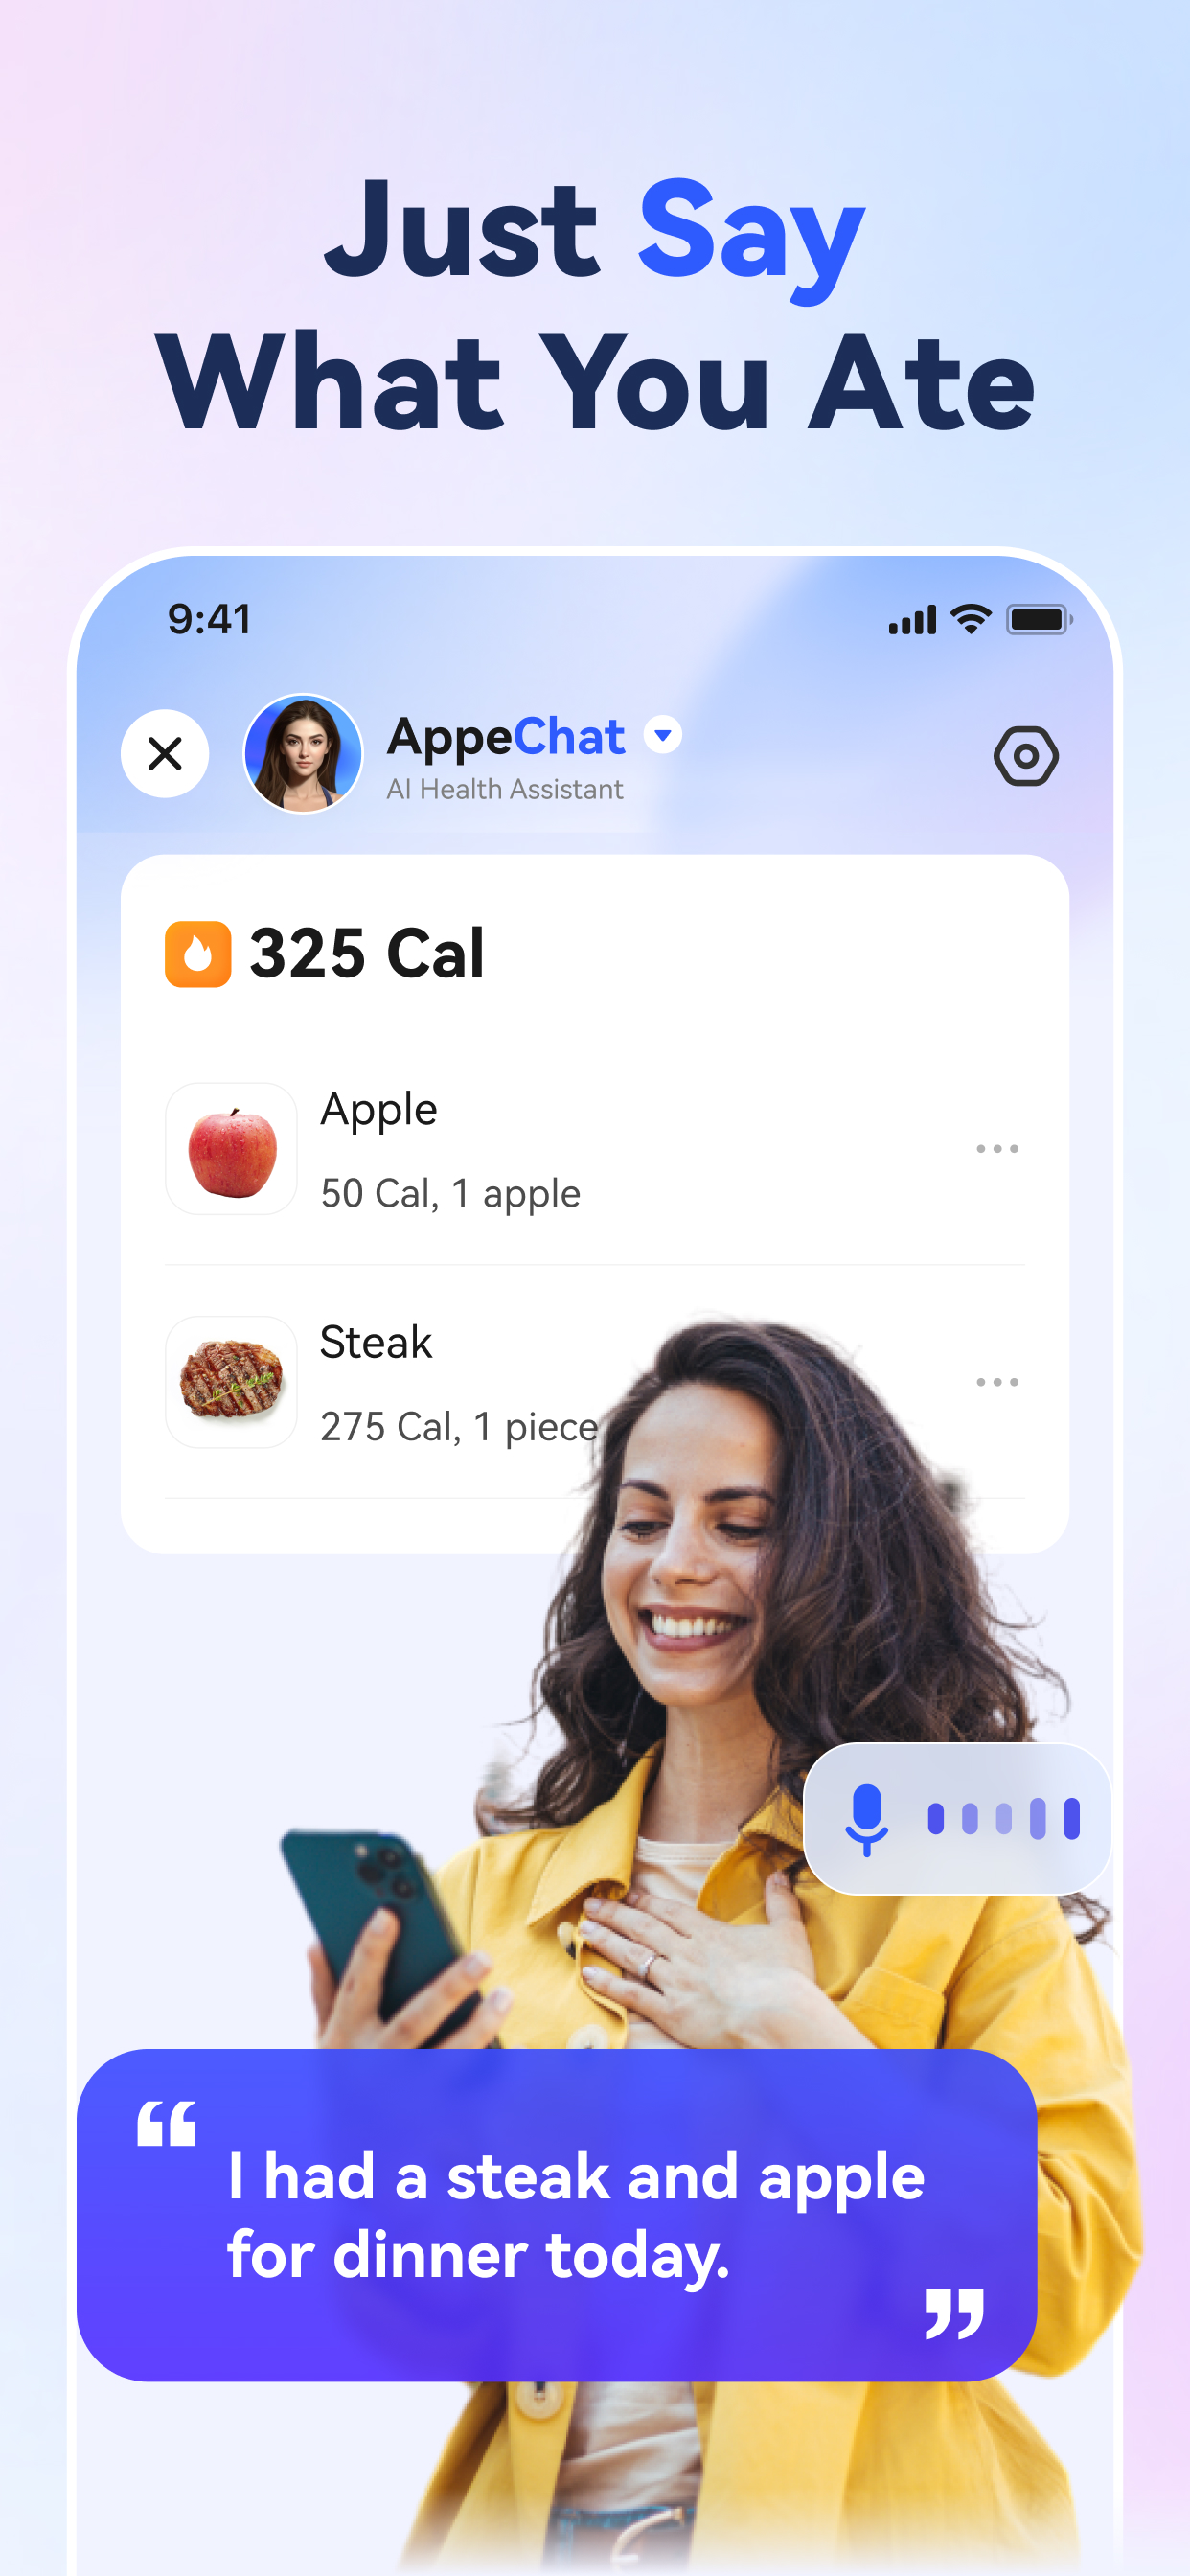 Just Say
What You Ate
9:41
AppeChat
AI Health Assistant
325 Cal
Apple
50 Cal, 1 apple
Steak
275 Cal, 1 piece
“ I had a steak and apple
for dinner today. ”